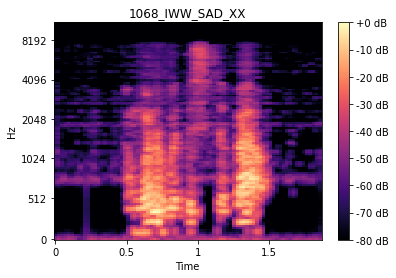 1068_IWW_SAD_XX
Hz
8192
4096
2048
1024
512
0
0
0.5
1
1.5
Time
+0 dB
-10 dB
-20 dB
-30 dB
-40 dB
-50 dB
-60 dB
-70 dB
-80 dB